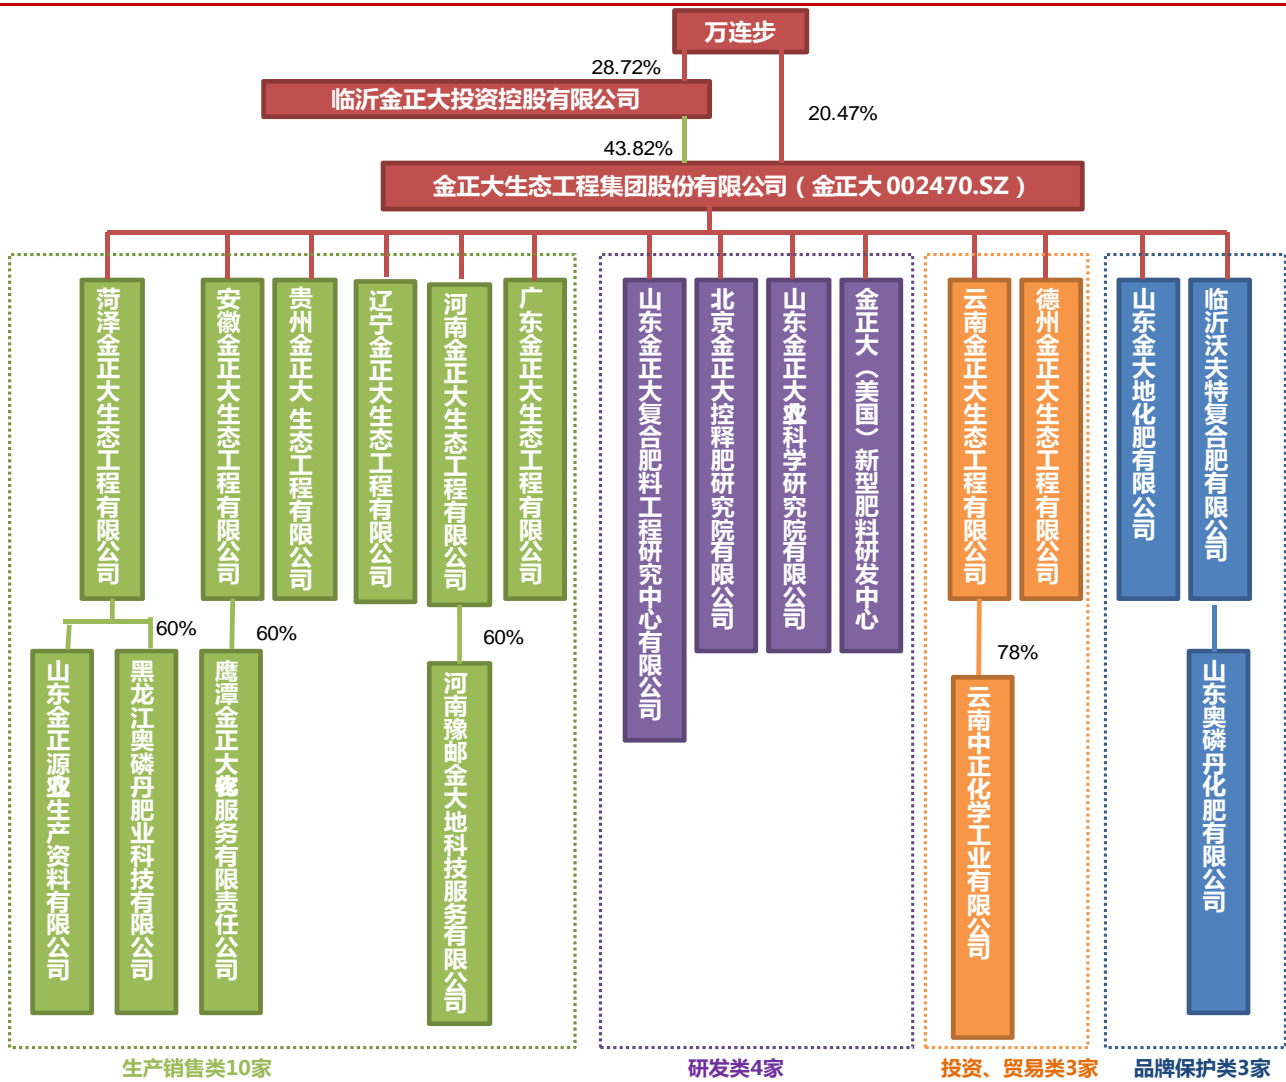 万连步
28.72%
临沂金正大投资控股有限公司
20.47%
43.82%
金正大生态工程集团股份有限公司（金正大 002470.SZ ）
菏泽金正大生态工程有限公司
安徽金正大生态工程有限公司
贵州金正大 生态工程有限公司
辽宁金正大生态工程有限公司
河南金正大生态工程有限公司
广东金正大生态工程有限公司
山东金正大复合肥料工程研究中心有限公司
北京金正大控释肥研究院有限公司
山东金正大农业科学研究院有限公司
金正大（美国）新型肥料研发中心
云南金正大生态工程有限公司
德州金正大生态工程有限公司
山东金大地化肥有限公司
临沂沃夫特复合肥有限公司
60%
60%
60%
78%
山东金正源农业生产资料有限公司
黑龙江奥磷丹肥业科技有限公司
鹰潭金正大农化服务有限责任公司
河南豫邮金大地科技服务有限公司
云南中正化学工业有限公司
山东奥磷丹化肥有限公司
生产销售类10家
研发类4家
投资、贸易类3家
品牌保护类3家